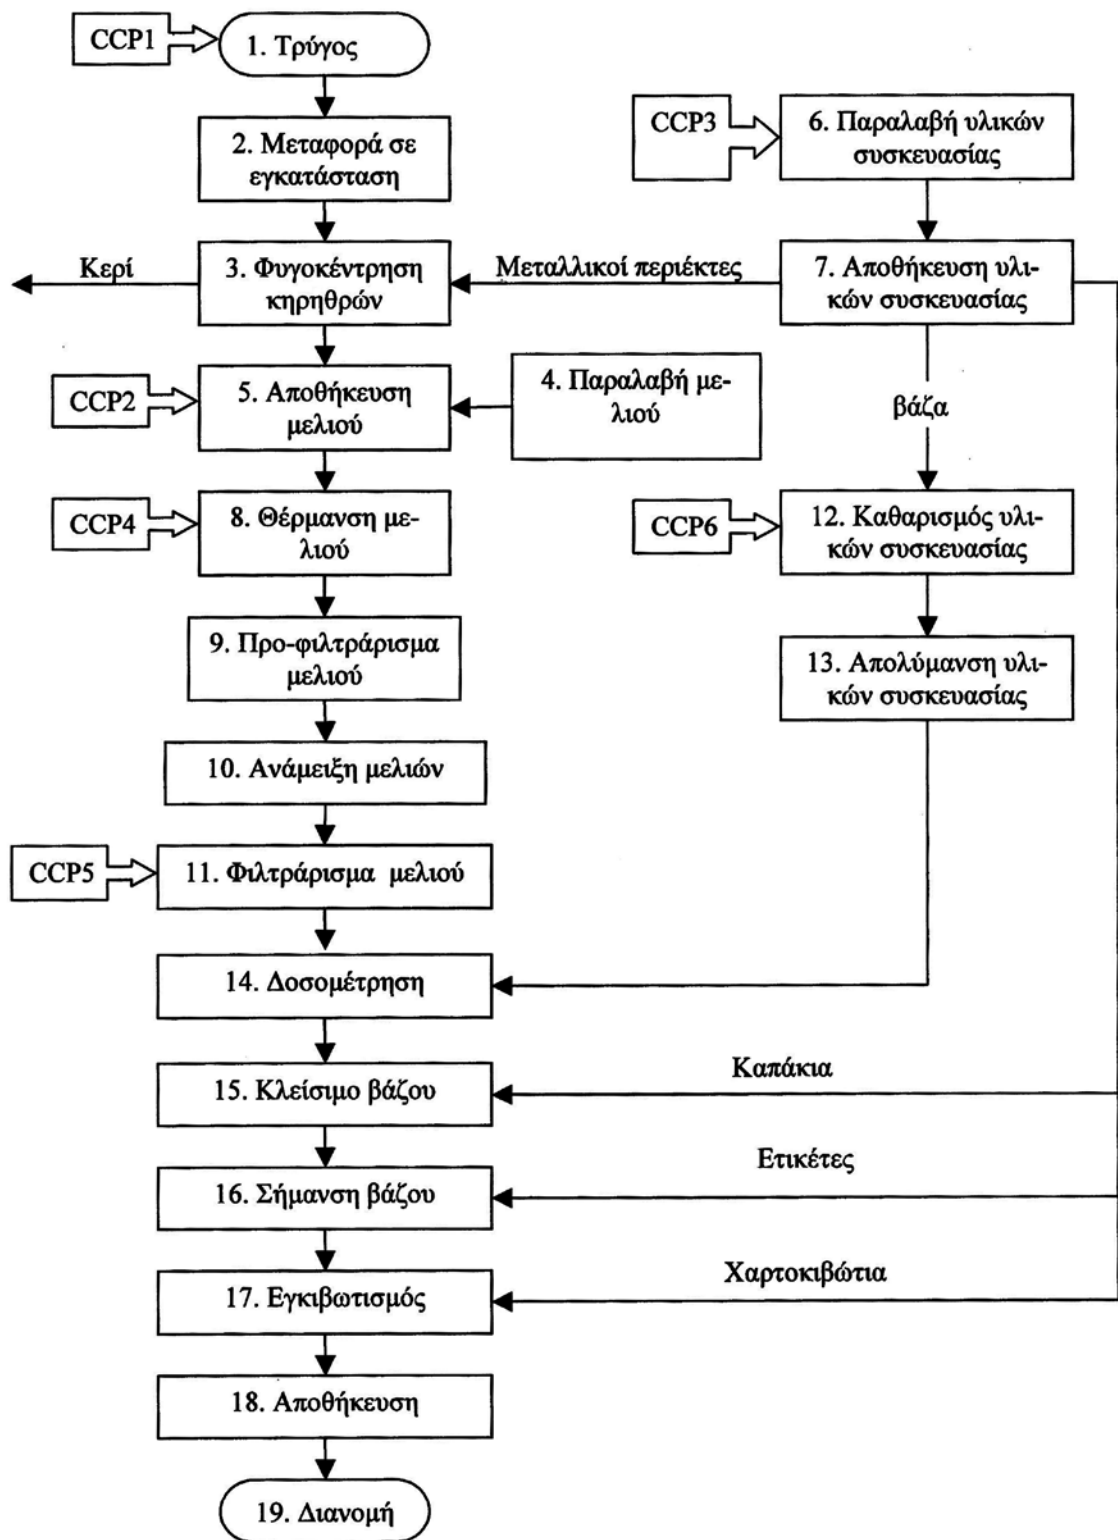 CCP1
1. Τρύγος
2. Μεταφορά σε
εγκατάσταση
CCP3
6. Παραλαβή υλικών
συσκευασίας
Κερί
3. Φυγοκέντρηση
κηρηθρών
Μεταλλικοί περιέκτες
7. Αποθήκευση υλι-
κών συσκευασίας
CCP2
5. Αποθήκευση
μελιού
4. Παραλαβή με-
λιού
βάζα
CCP4
8. Θέρμανση με-
λιού
CCP6
12. Καθαρισμός υλι-
κών συσκευασίας
9. Προ-φιλτράρισμα
μελιού
13. Απολύμανση υλι-
κών συσκευασίας
10. Ανάμειξη μελιών
CCP5
11. Φιλτράρισμα μελιού
14. Δοσομέτρηση
15. Κλείσιμο βάζου
Καπάκια
16. Σήμανση βάζου
Ετικέτες
17. Εγκιβωτισμός
Χαρτοκιβώτια
18. Αποθήκευση
19. Διανομή